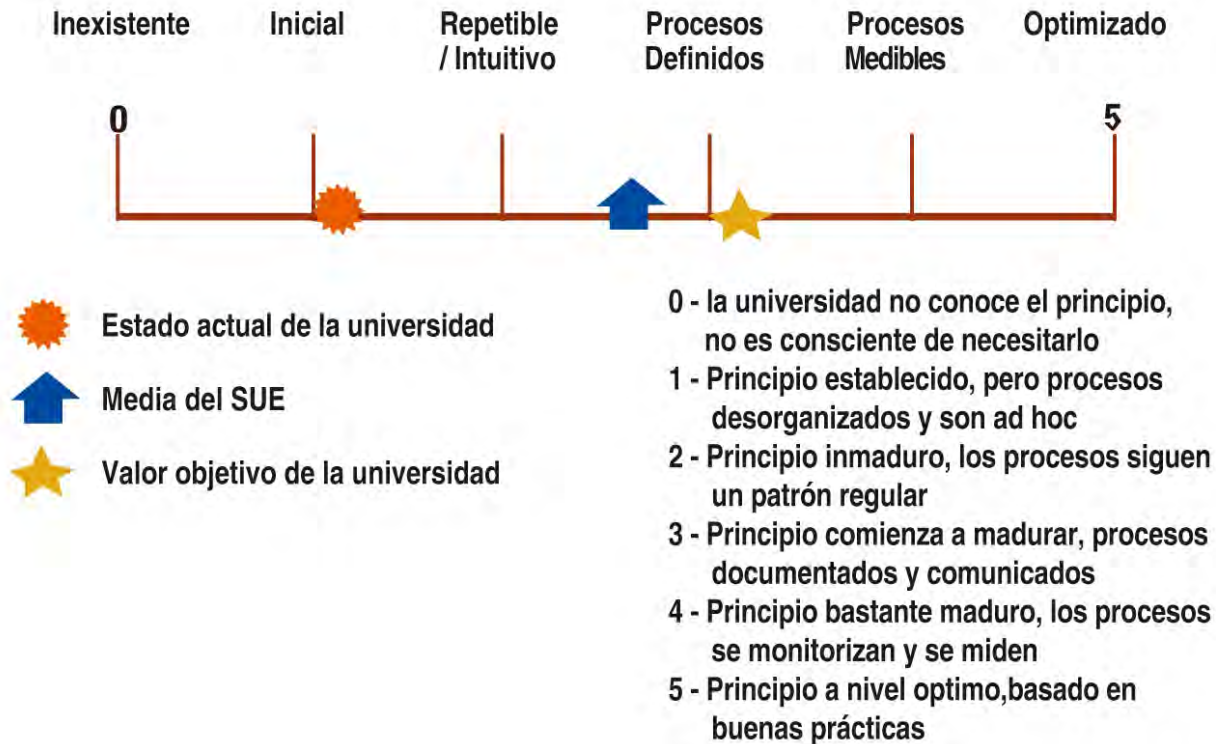 Inexistente Inicial Repetible Procesos Procesos Optimizado
/ Intuitivo Definidos Medibles
0 5
Estado actual de la universidad
Media del SUE
Valor objetivo de la universidad
0 - la universidad no conoce el principio,
no es consciente de necesitarlo
1 - Principio establecido, pero procesos
desorganizados y son ad hoc
2 - Principio inmaduro, los procesos siguen
un patrón regular
3 - Principio comienza a madurar, procesos
documentados y comunicados
4 - Principio bastante maduro, los procesos
se monitorizan y se miden
5 - Principio a nivel optimo,basado en
buenas prácticas